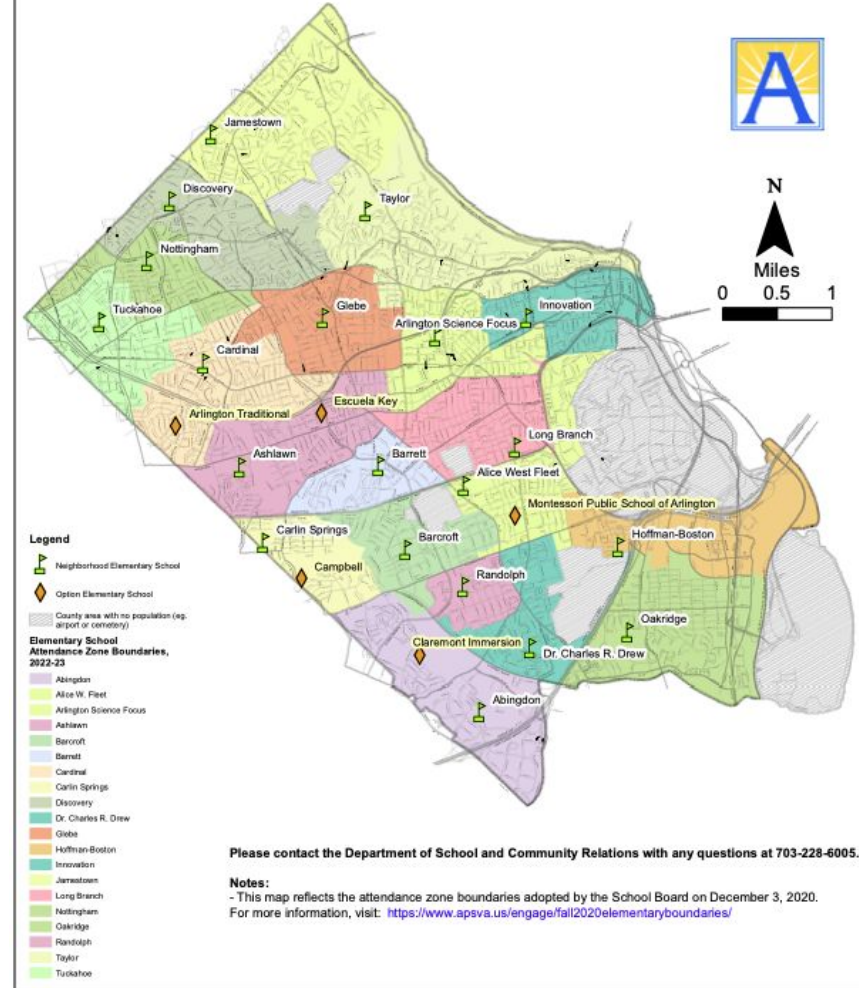 Jamestown
A
Discovery
Taylor
N
Nottingham
Miles
0 0.5 1
Tuckahoe
Glebe
Innovation
Arlington Science Focus
Cardinal
Escuela Key
Arlington Traditional
Long Branch
Ashlawn
Barrett
Alice West Fleet
Montessori Public School of Arlington
Carlin Springs
Barcroft
Hoffman-Boston
Campbell
Randolph
Oakridge
Claremont Immersion
Dr. Charles R. Drew
Abingdon
Legend
Neighborhood Elementary School
Option Elementary School
County area with no population (eg.
airport or cemetery)
Elementary School
Attendance Zone Boundaries,
2022-23
Abingdon
Alice W. Fleet
Arlington Science Focus
Ashlawn
Barcroft
Barrett
Cardinal
Carlin Springs
Discovery
Dr. Charles R. Drew
Glebe
Hoffman-Boston
Innovation
Jamestown
Long Branch
Nottingham
Oakridge
Randolph
Taylor
Tuckahoe
Please contact the Department of School and Community Relations with any questions at 703-228-6005.
Notes:
- This map reflects the attendance zone boundaries adopted by the School Board on December 3, 2020.
For more information, visit: https://www.apsva.us/engage/fall2020elementaryboundaries/